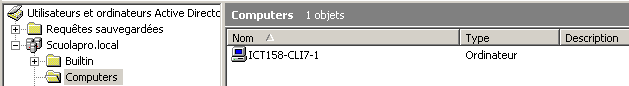 Utilisateurs et ordinateurs Active Directo
Requêtes sauvegardées
Scuolapro.local
Builtin
Computers
Computers 1 objets
Nom Type Description
ICT158-CLI7-1 Ordinateur